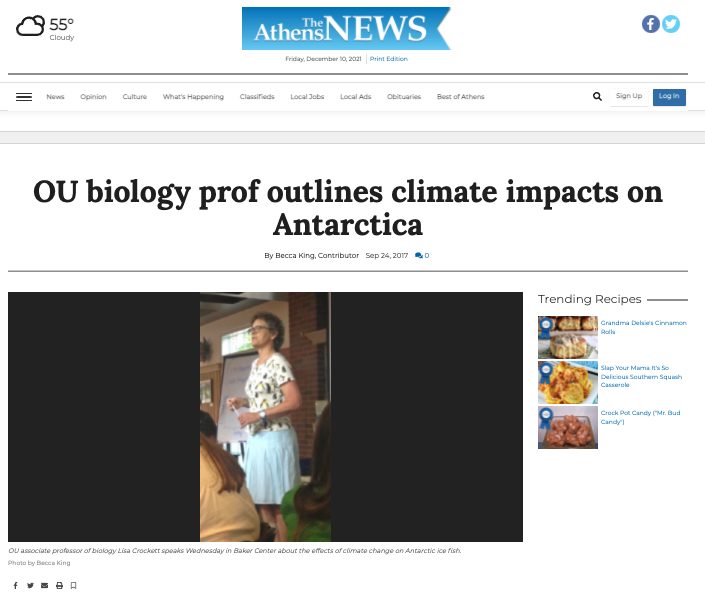 55°
Cloudy
The
Athens NEWS
Friday, December 10, 2021 Print Edition
News Opinion Culture What's Happening Classifieds Local Jobs Local Ads Obituaries Best of Athens Sign Up Log In
OU biology prof outlines climate impacts on
Antarctica
By Becca King, Contributor Sep 24, 2017 0
Trending Recipes
Grandma Delsie's Cinnamon
Rolls
Slap Your Mama It's So
Delicious Southern Squash
Casserole
Crock Pot Candy ("Mr. Bud
Candy")
OU associate professor of biology Lisa Crockett speaks Wednesday in Baker Center about the effects of climate change on Antarctic ice fish.
Photo by Becca King